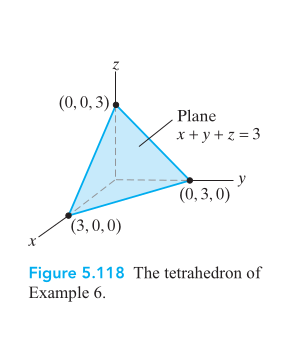 z
(0, 0, 3)
Plane
x + y + z = 3
y
(0, 3, 0)
(3, 0, 0)
x
Figure 5.118 The tetrahedron of
Example 6.